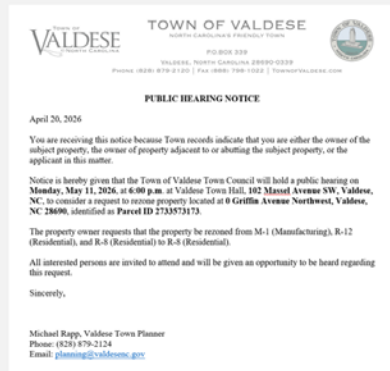 TOWN OF
VALDESE
NORTH CAROLINA
TOWN OF VALDESE
NORTH CAROLINA'S FRIENDLY TOWN
P.O.BOX 339
VALDESE, NORTH CAROLINA 28690-0339
PHONE (828) 879-2120 | FAX (888) 798-1022 | TOWNOFVALDESE.COM
PUBLIC HEARING NOTICE
April 20, 2026
You are receiving this notice because Town records indicate that you are either the owner of the
subject property, the owner of property adjacent to or abutting the subject property, or the
applicant in this matter.
Notice is hereby given that the Town of Valdese Town Council will hold a public hearing on
Monday, May 11, 2026, at 6:00 p.m. at Valdese Town Hall, 102 Massel Avenue SW, Valdese,
NC, to consider a request to rezone property located at 0 Griffin Avenue Northwest, Valdese,
NC 28690, identified as Parcel ID 2733573173.
The property owner requests that the property be rezoned from M-1 (Manufacturing), R-12
(Residential), and R-8 (Residential) to R-8 (Residential).
All interested persons are invited to attend and will be given an opportunity to be heard regarding
this request.
Sincerely,
Michael Rapp, Valdese Town Planner
Phone: (828) 879-2124
Email: planning@valdesenc.gov